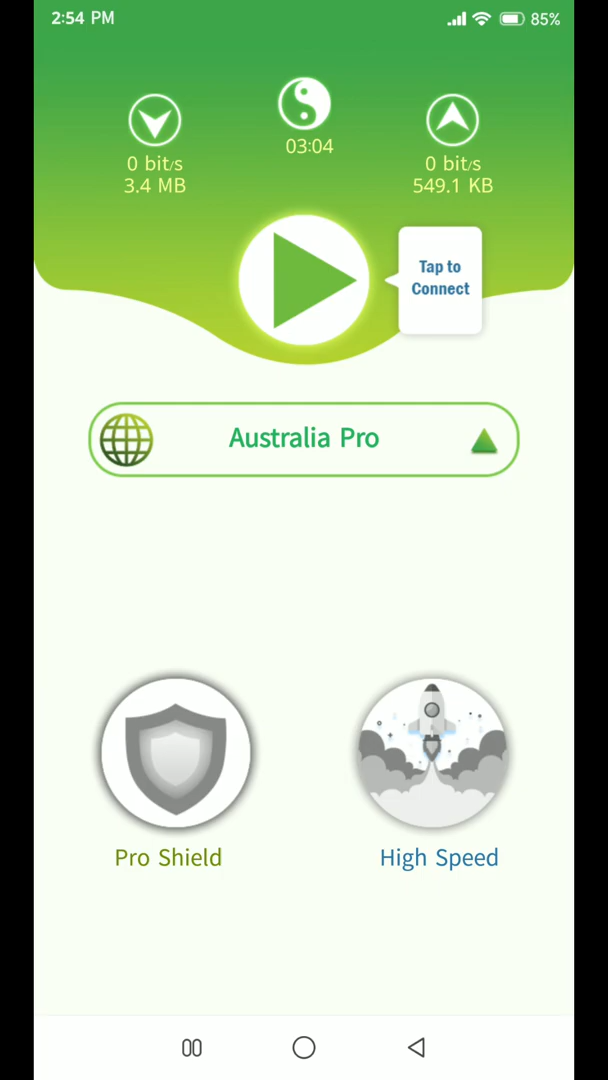 2:54 PM
85%
03:04
0 bit/s
0 bit/s
3.4 MB
549.1 KB
Tap to
Connect
Australia Pro
Pro Shield
High Speed